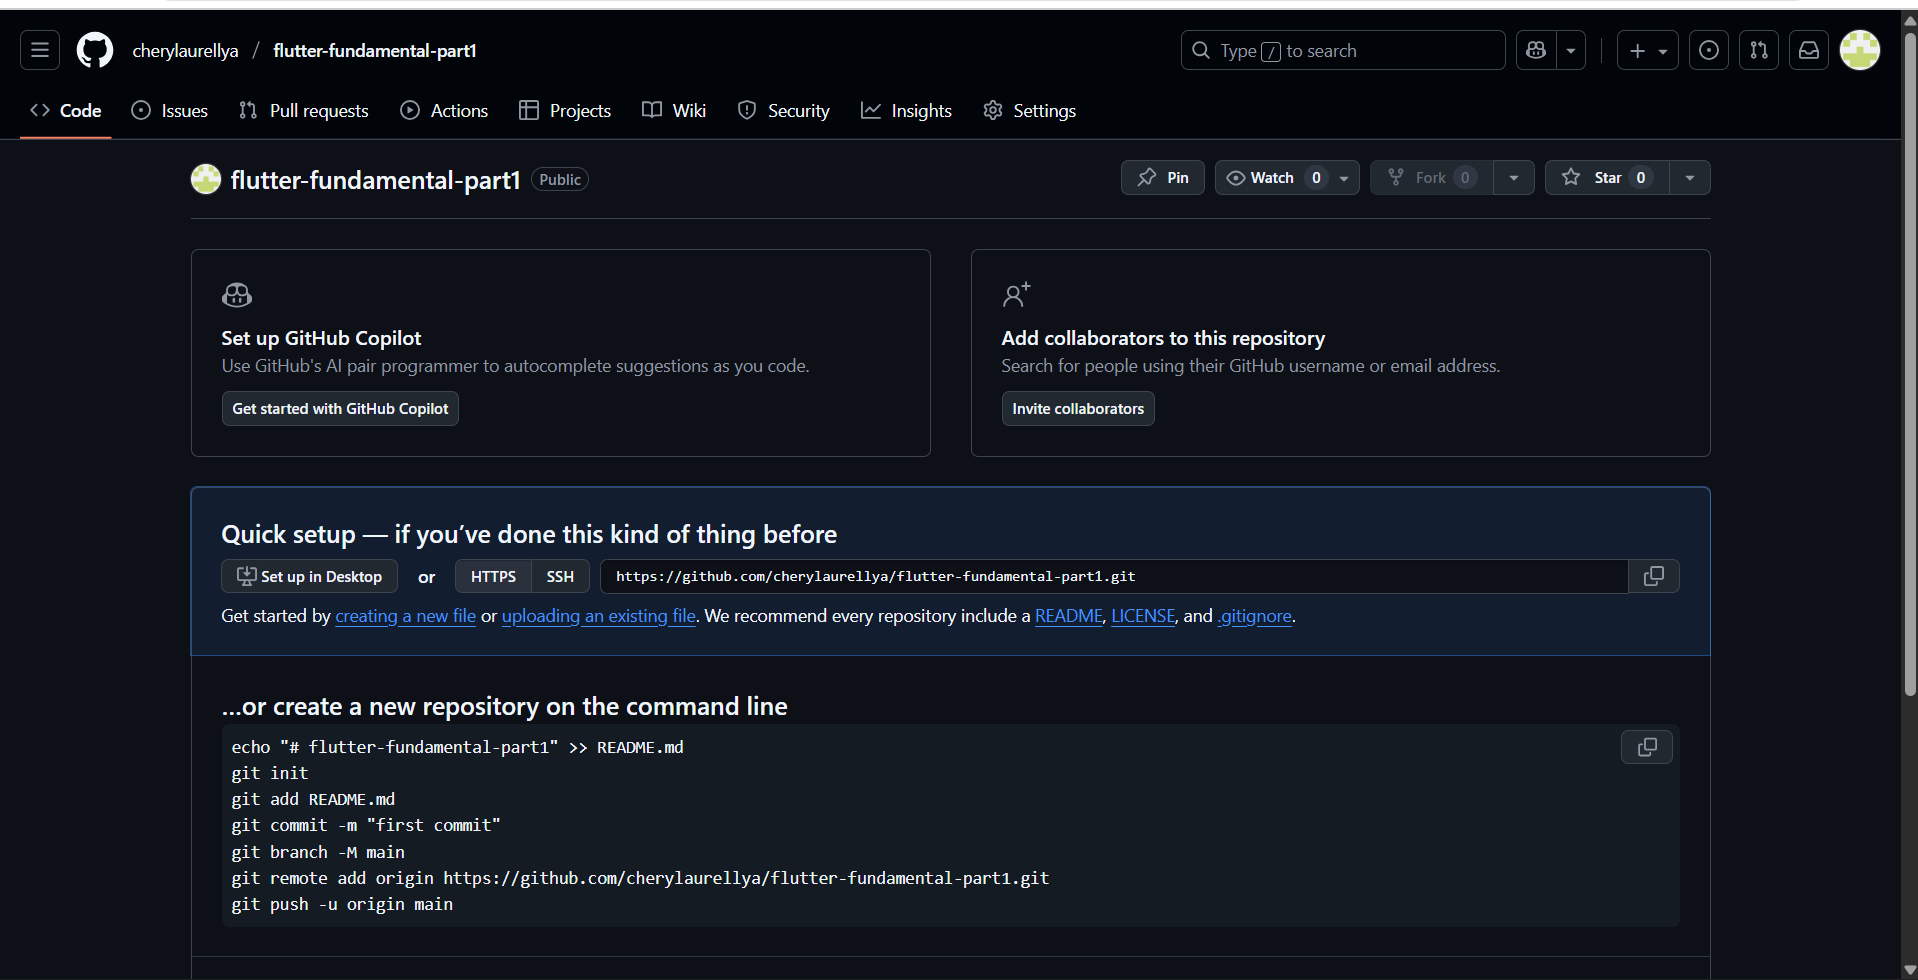 cherylaurellya / flutter-fundamental-part1
Type / to search
Code Issues Pull requests Actions Projects Wiki Security Insights Settings
flutter-fundamental-part1 Public
Pin Watch 0 Fork 0 Star 0
Set up GitHub Copilot
Use GitHub's AI pair programmer to autocomplete suggestions as you code.
Get started with GitHub Copilot
Add collaborators to this repository
Search for people using their GitHub username or email address.
Invite collaborators
Quick setup — if you’ve done this kind of thing before
Set up in Desktop or HTTPS SSH https://github.com/cherylaurellya/flutter-fundamental-part1.git
Get started by creating a new file or uploading an existing file. We recommend every repository include a README, LICENSE, and .gitignore.
...or create a new repository on the command line
echo "# flutter-fundamental-part1" >> README.md
git init
git add README.md
git commit -m "first commit"
git branch -M main
git remote add origin https://github.com/cherylaurellya/flutter-fundamental-part1.git
git push -u origin main